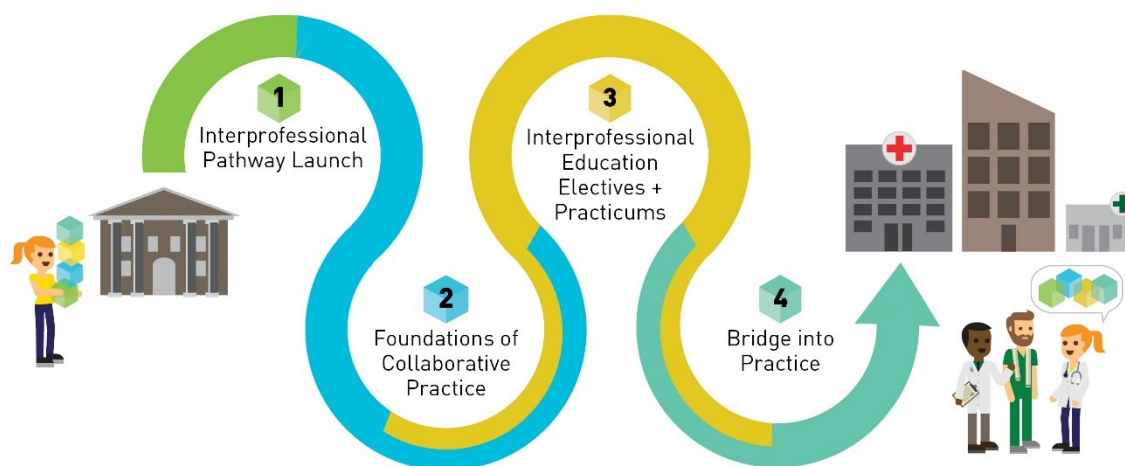 1
Interprofessional
Pathway Launch
2
Foundations of
Collaborative
Practice
3
Interprofessional
Education
Electives +
Practicums
4
Bridge into
Practice